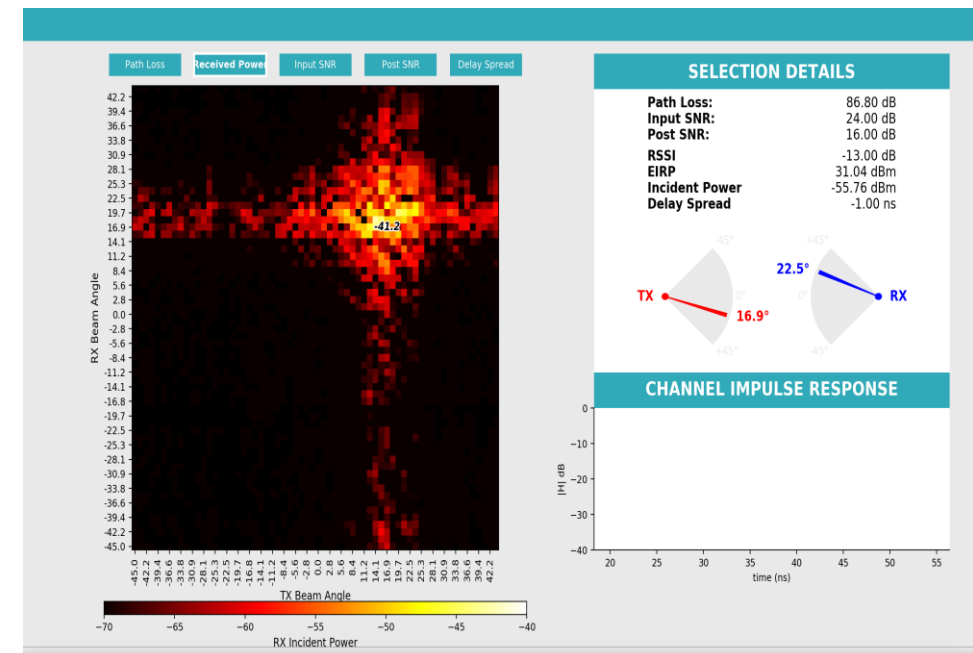 Path Loss Received Power Input SNR Post SNR Delay Spread
SELECTION DETAILS
Path Loss: 86.80 dB
Input SNR: 24.00 dB
Post SNR: 16.00 dB
RSSI -13.00 dB
EIRP 31.04 dBm
Incident Power -55.76 dBm
Delay Spread -1.00 ns
42.2
39.4
36.6
33.8
30.9
28.1
25.3
22.5
19.7
16.9
14.1
11.2
8.4
5.6
2.8
0.0
-2.8
-5.6
-8.4
-11.2
-14.1
-16.8
-19.7
-22.5
-25.3
-28.1
-30.9
-33.8
-36.6
-39.4
-42.2
-45.0
RX Beam Angle
-41.2
-45.0 -42.2 -39.4 -36.6 -33.8 -30.9 -28.1 -25.3 -22.5 -19.7 -16.8 -14.1 -11.2 -8.4 -5.6 -2.8 0.0 2.8 5.6 8.4 11.2 14.1 16.9 19.7 22.5 25.3 28.1 30.9 33.8 36.6 39.4 42.2
TX Beam Angle
−70 −65 −60 −55 −50 −45 −40
RX Incident Power
-45° +45°
22.5°
TX 0° 0° RX
16.9°
+45° -45°
CHANNEL IMPULSE RESPONSE
0
−10
−20
−30
−40
|H| dB
20 25 30 35 40 45 50 55
time (ns)